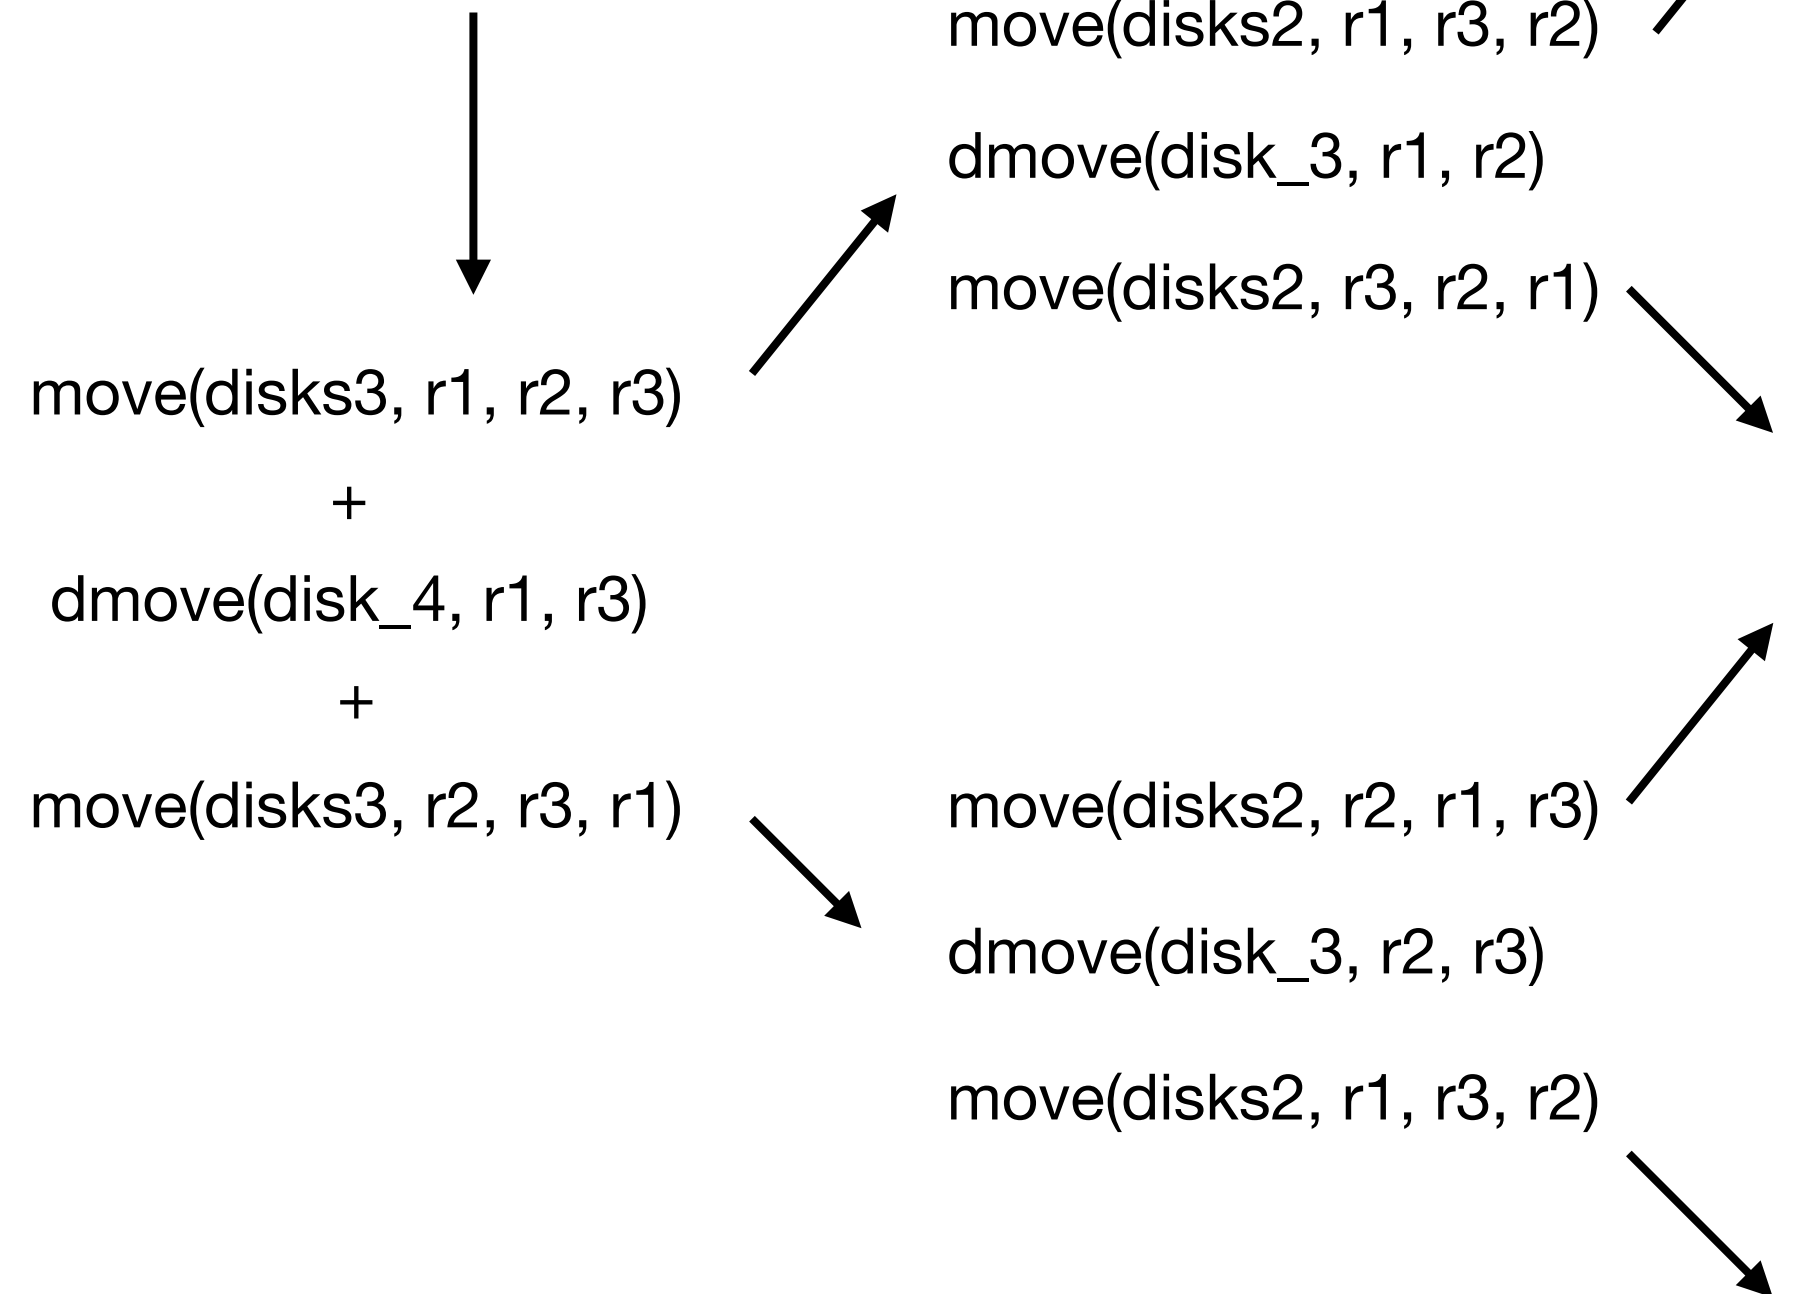 move(disks2, r1, r3, r2)
dmove(disk_3, r1, r2)
move(disks2, r3, r2, r1)
move(disks3, r1, r2, r3)
+
dmove(disk_4, r1, r3)
+
move(disks3, r2, r3, r1)
move(disks2, r2, r1, r3)
dmove(disk_3, r2, r3)
move(disks2, r1, r3, r2)